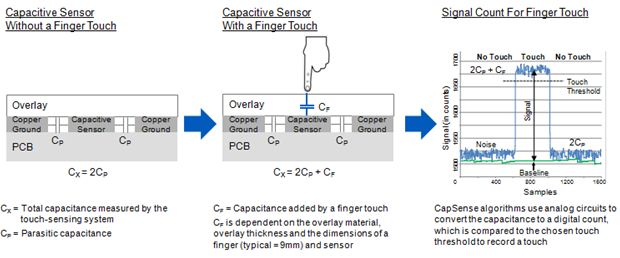 Capacitive Sensor
Without a Finger Touch
Overlay
Copper
Ground
Capacitive
Sensor
Copper
Ground
CP
CP
PCB
CX = 2CP
CX = Total capacitance measured by the
touch-sensing system
CP = Parasitic capacitance
Capacitive Sensor
With a Finger Touch
CF
Overlay
Copper
Ground
Capacitive
Sensor
Copper
Ground
CP
CP
PCB
CX = 2CP + CF
CF = Capacitance added by a finger touch
CF is dependent on the overlay material,
overlay thickness and the dimensions of a
finger (typical = 9mm) and sensor
Signal Count For Finger Touch
No Touch Touch No Touch
2CP + CF
Touch
Threshold
Signal
Noise
2CP
Baseline
Signal (in counts)
0 400 800 1200 1600
Samples
CapSense algorithms use analog circuits to
convert the capacitance to a digital count,
which is compared to the chosen touch
threshold to record a touch